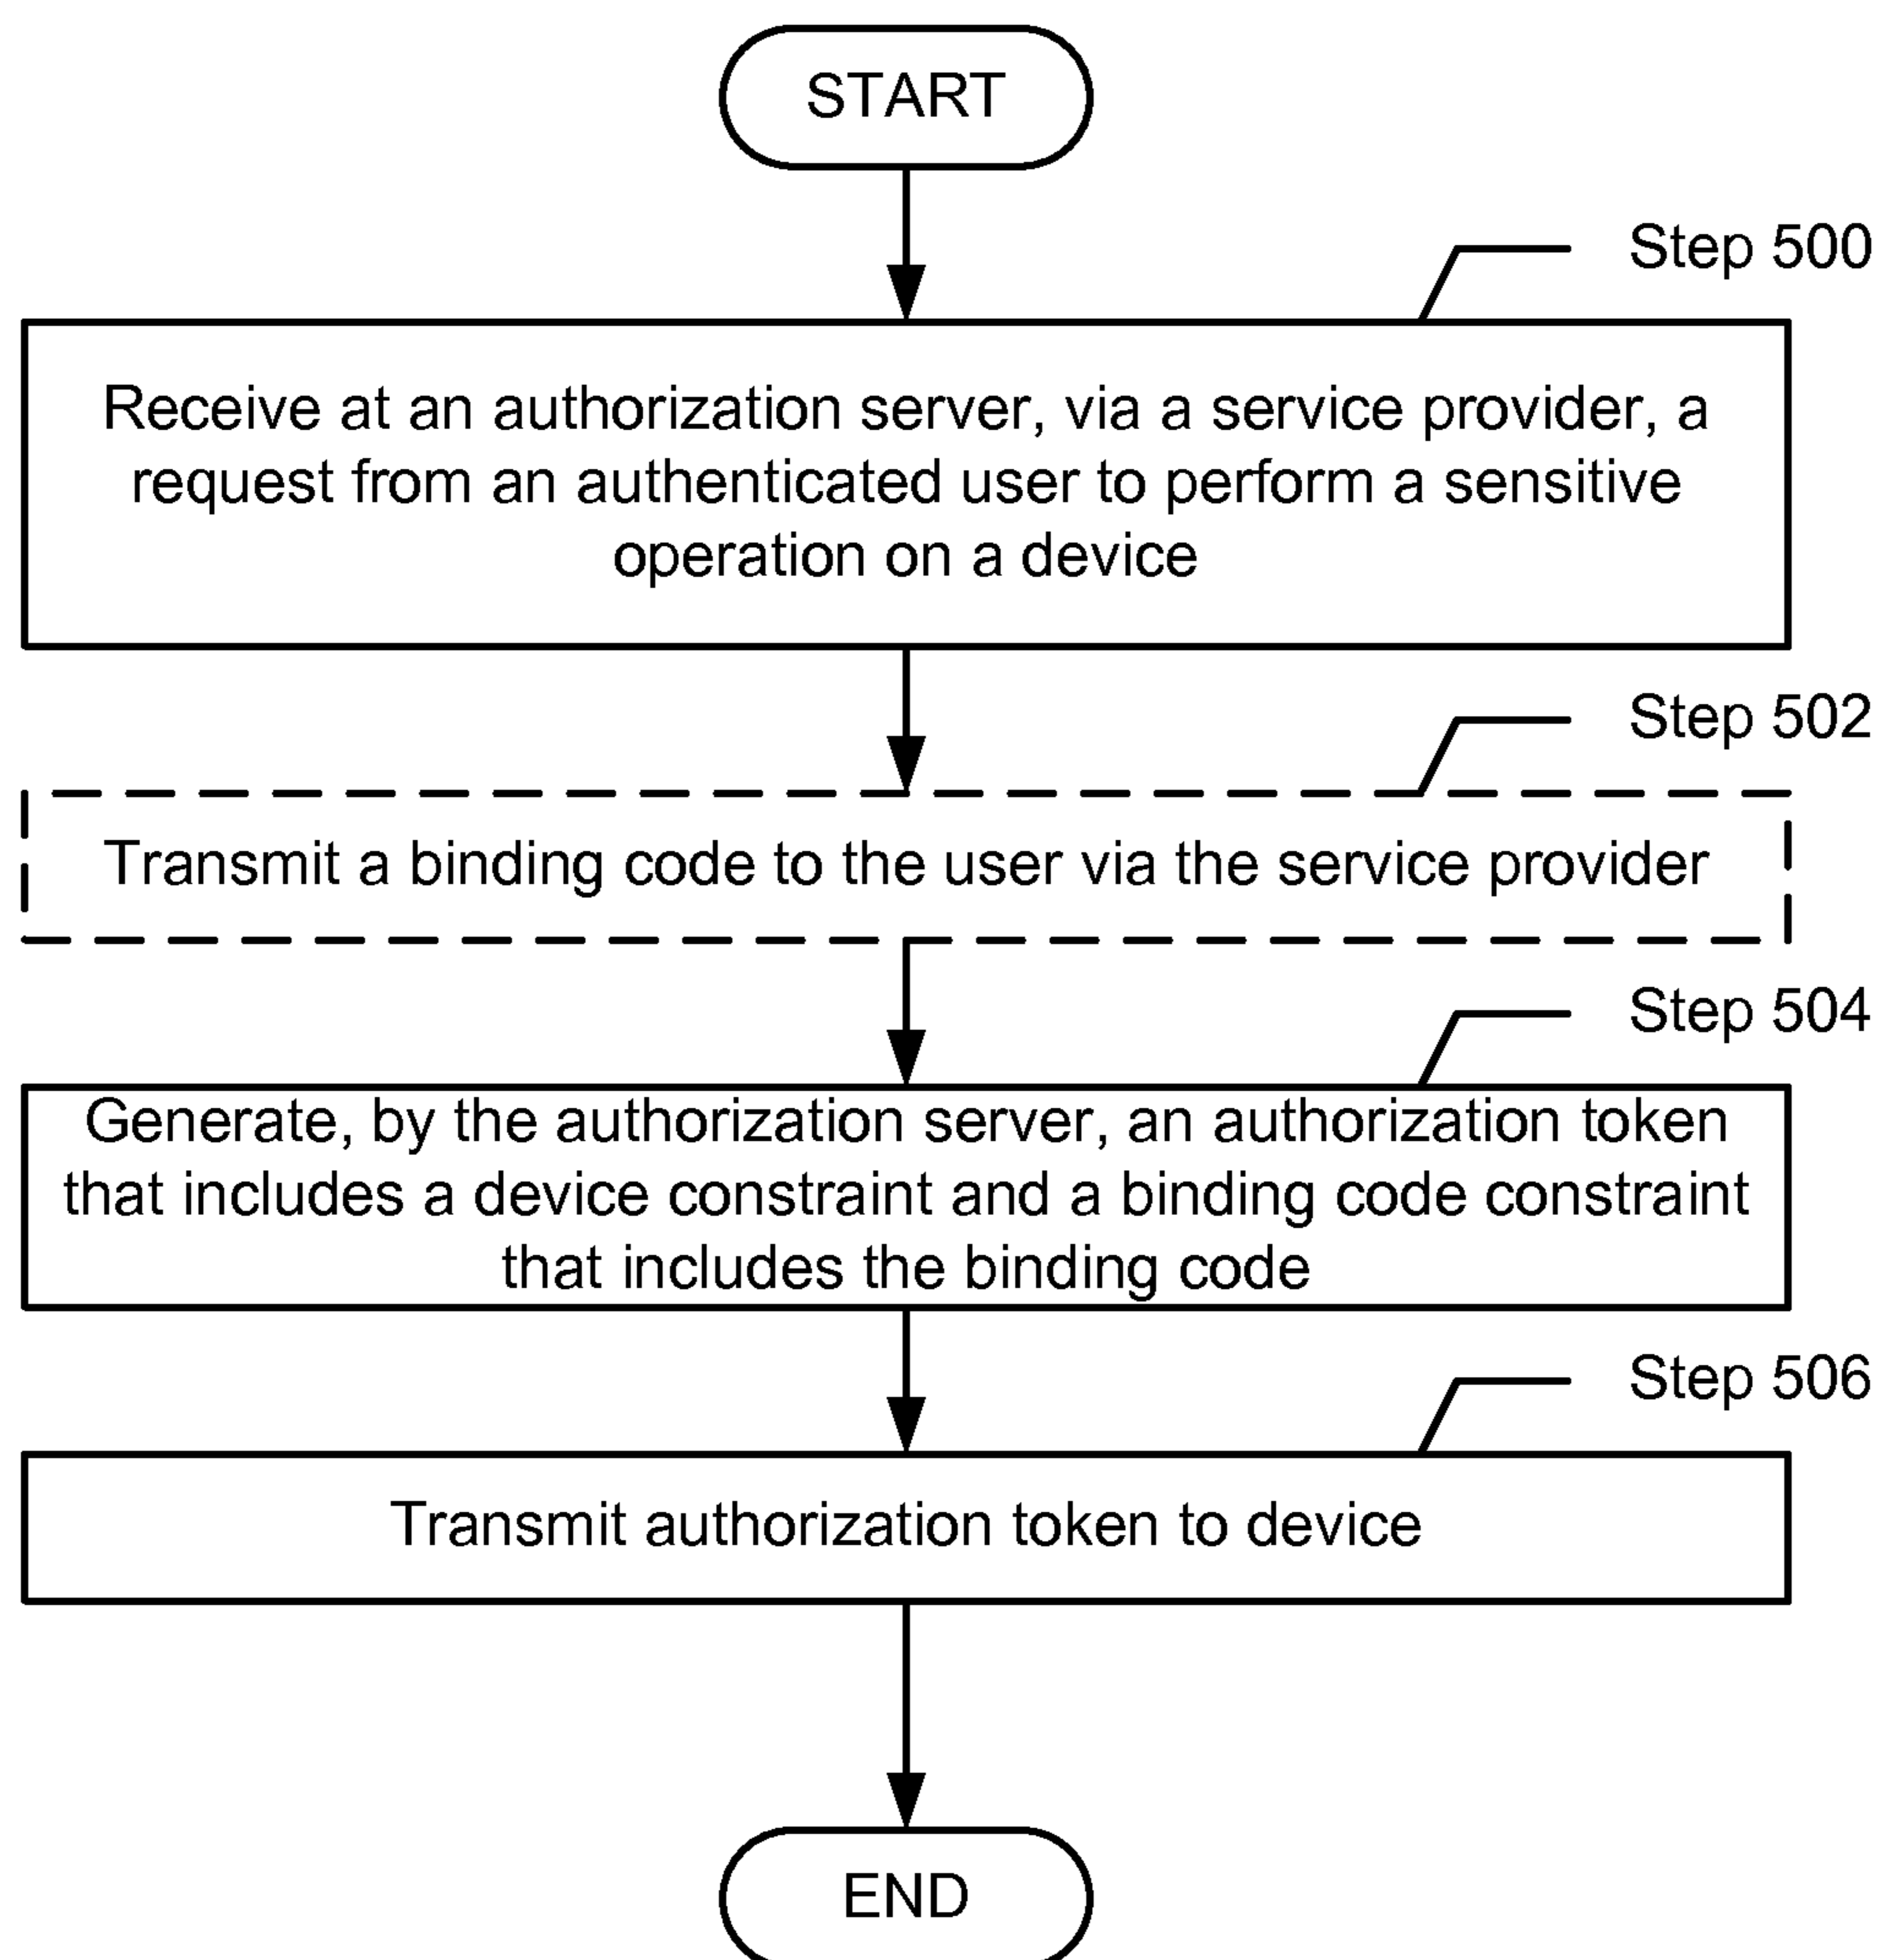 START
Step 500
Receive at an authorization server, via a service provider, a
request from an authenticated user to perform a sensitive
operation on a device
Step 502
Transmit a binding code to the user via the service provider
Step 504
Generate, by the authorization server, an authorization token
that includes a device constraint and a binding code constraint
that includes the binding code
Step 506
Transmit authorization token to device
END